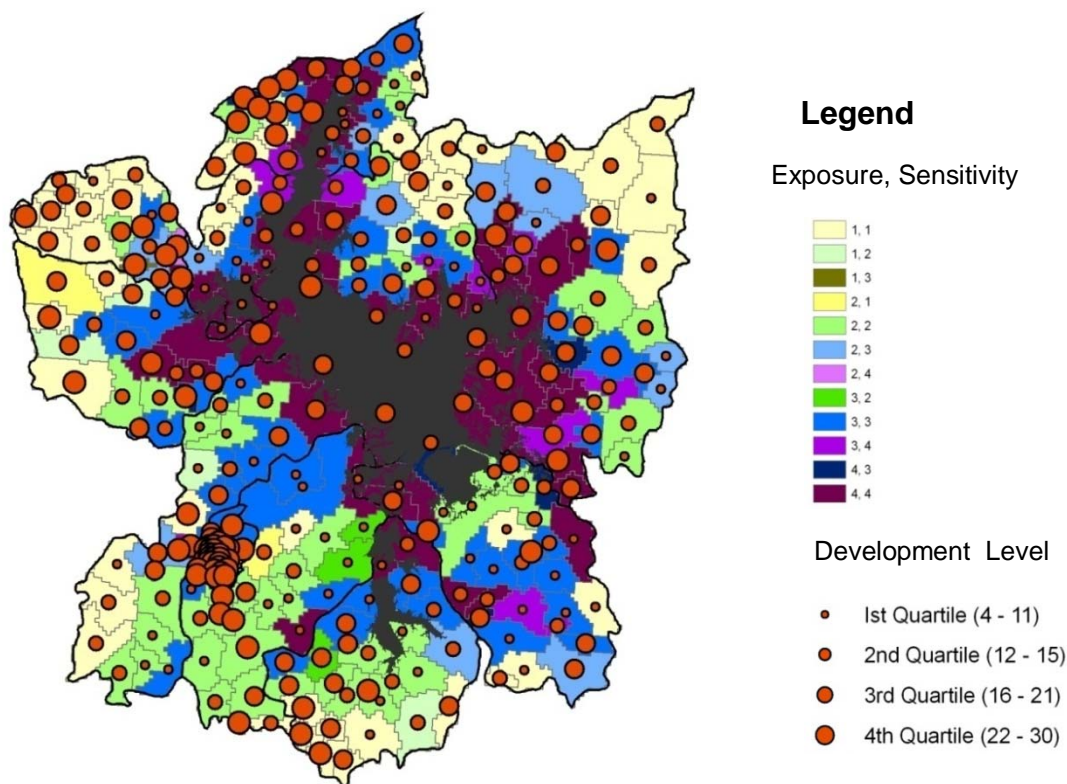 Legend
Exposure, Sensitivity
1, 1
1, 2
1, 3
2, 1
2, 2
2, 3
2, 4
3, 2
3, 3
3, 4
4, 3
4, 4
Development Level
Ist Quartile (4 - 11)
2nd Quartile (12 - 15)
3rd Quartile (16 - 21)
4th Quartile (22 - 30)